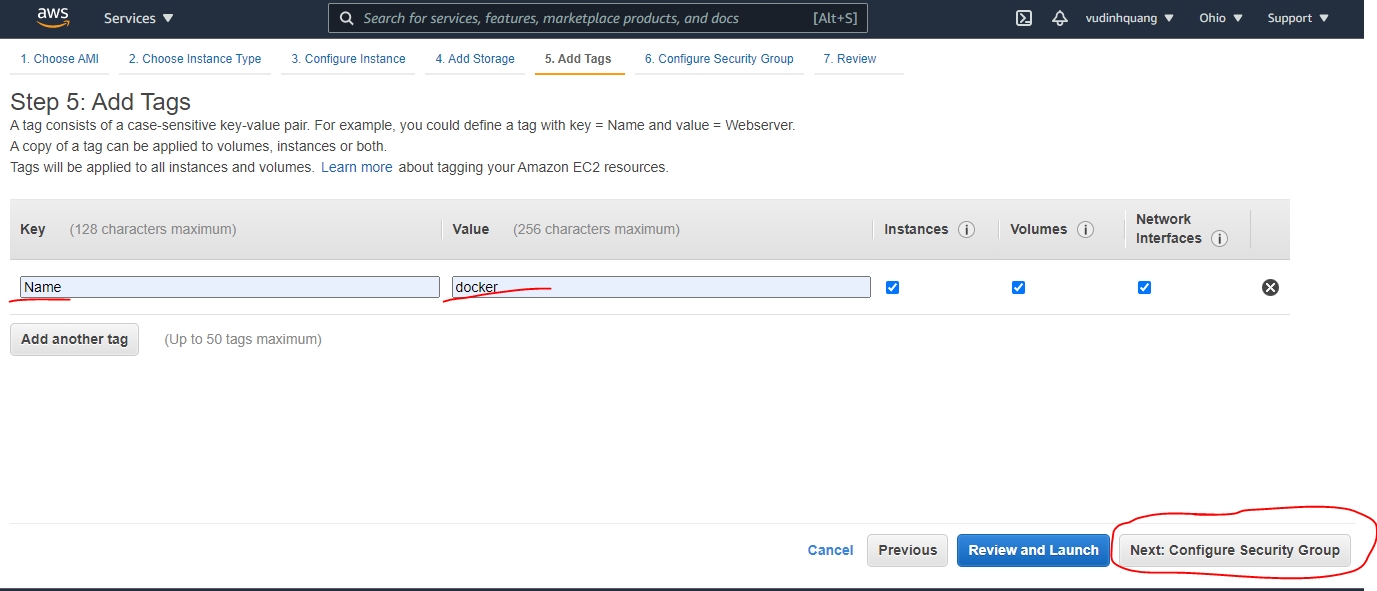 aws Services Search for services, features, marketplace products, and docs [Alt+S] vudinhquang Ohio Support
1. Choose AMI 2. Choose Instance Type 3. Configure Instance 4. Add Storage 5. Add Tags 6. Configure Security Group 7. Review
Step 5: Add Tags
A tag consists of a case-sensitive key-value pair. For example, you could define a tag with key = Name and value = Webserver.
A copy of a tag can be applied to volumes, instances or both.
Tags will be applied to all instances and volumes. Learn more about tagging your Amazon EC2 resources.
Key (128 characters maximum) Value (256 characters maximum) Instances i Volumes i Network
Interfaces i
Name docker
Add another tag (Up to 50 tags maximum)
Cancel Previous Review and Launch Next: Configure Security Group